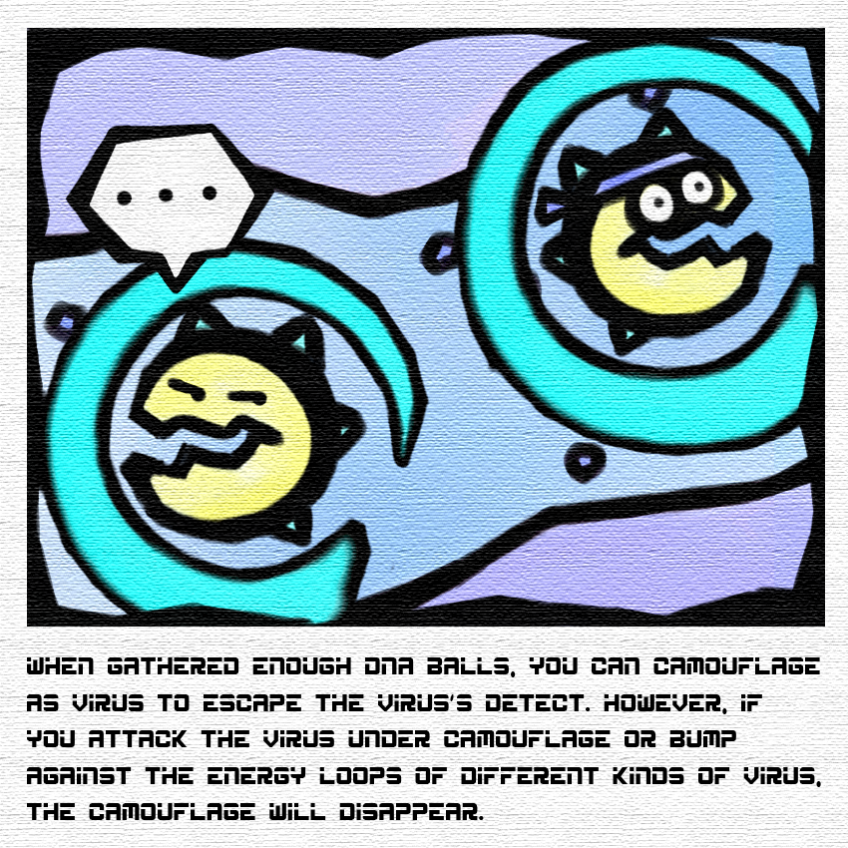 WHEN GATHERED ENOUGH DNA BALLS, YOU CAN CAMOUFLAGE
AS VIRUS TO ESCAPE THE VIRUS'S DETECT. HOWEVER, IF
YOU ATTACK THE VIRUS UNDER CAMOUFLAGE OR BUMP
AGAINST THE ENERGY LOOPS OF DIFFERENT KINDS OF VIRUS,
THE CAMOUFLAGE WILL DISAPPEAR.